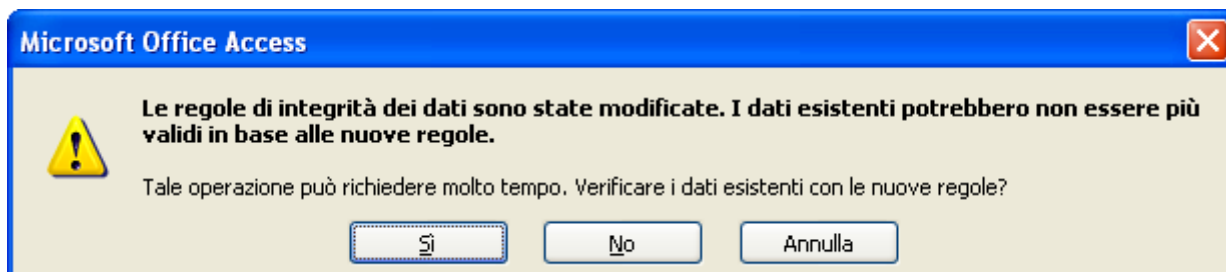 Microsoft Office Access
Le regole di integrità dei dati sono state modificate. I dati esistenti potrebbero non essere più
validi in base alle nuove regole.
Tale operazione può richiedere molto tempo. Verificare i dati esistenti con le nuove regole?
Sì No Annulla